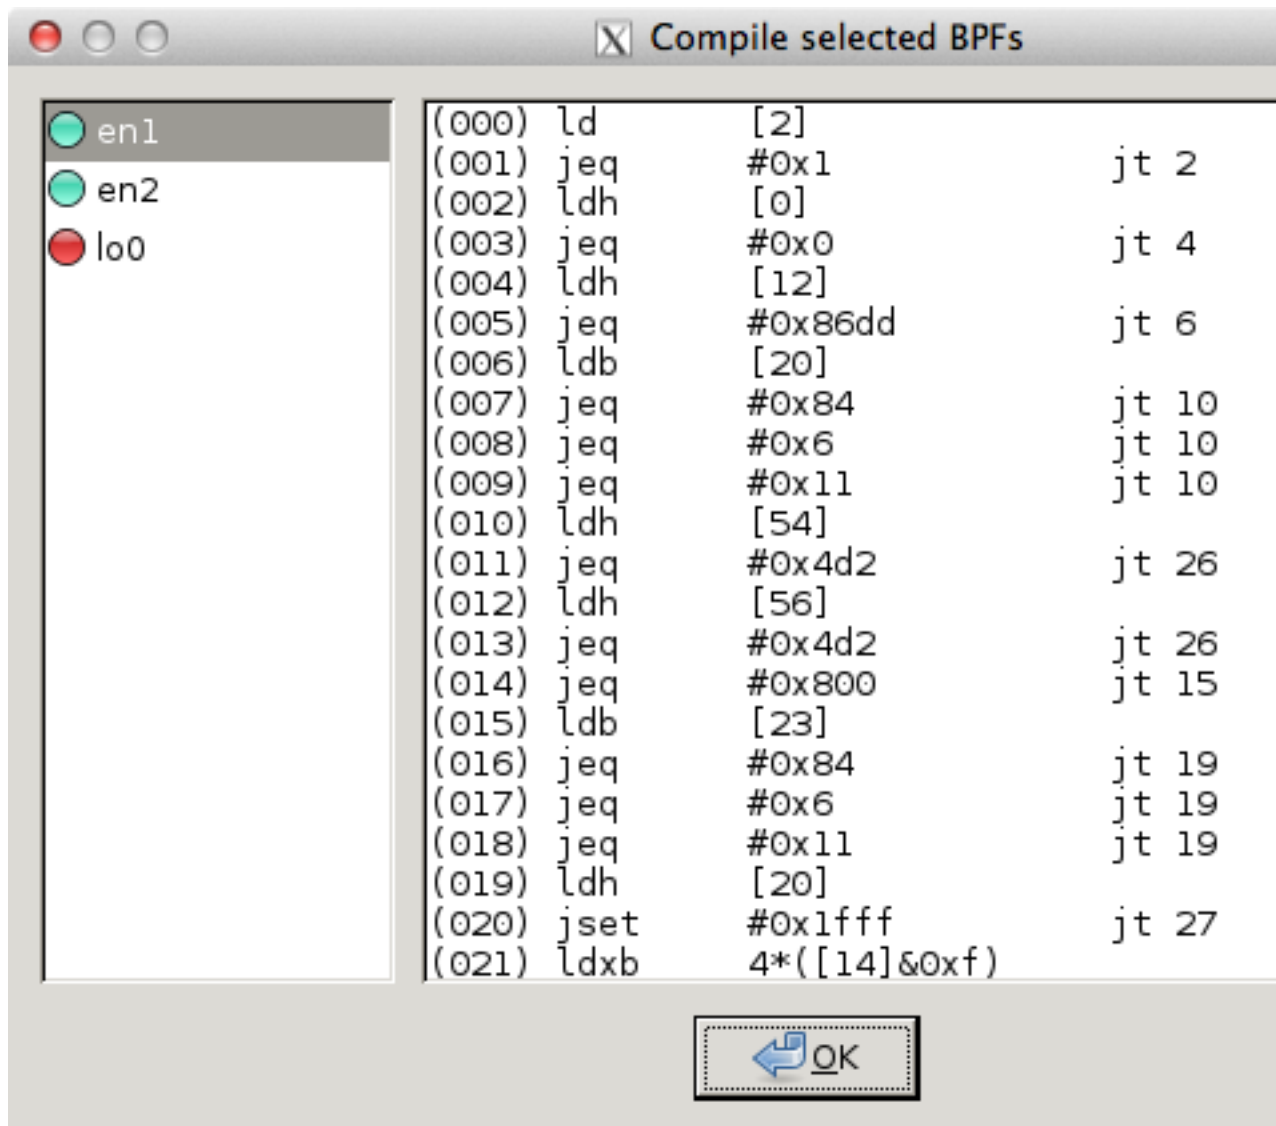 Compile selected BPFs
en1
en2
lo0
(000) ld [2]
(001) jeq #0x1 jt 2
(002) ldh [0]
(003) jeq #0x0 jt 4
(004) ldh [12]
(005) jeq #0x86dd jt 6
(006) ldb [20]
(007) jeq #0x84 jt 10
(008) jeq #0x6 jt 10
(009) jeq #0x11 jt 10
(010) ldh [54]
(011) jeq #0x4d2 jt 26
(012) ldh [56]
(013) jeq #0x4d2 jt 26
(014) jeq #0x800 jt 15
(015) ldb [23]
(016) jeq #0x84 jt 19
(017) jeq #0x6 jt 19
(018) jeq #0x11 jt 19
(019) ldh [20]
(020) jset #0x1fff jt 27
(021) ldxb 4*([14]&0xf)
OK